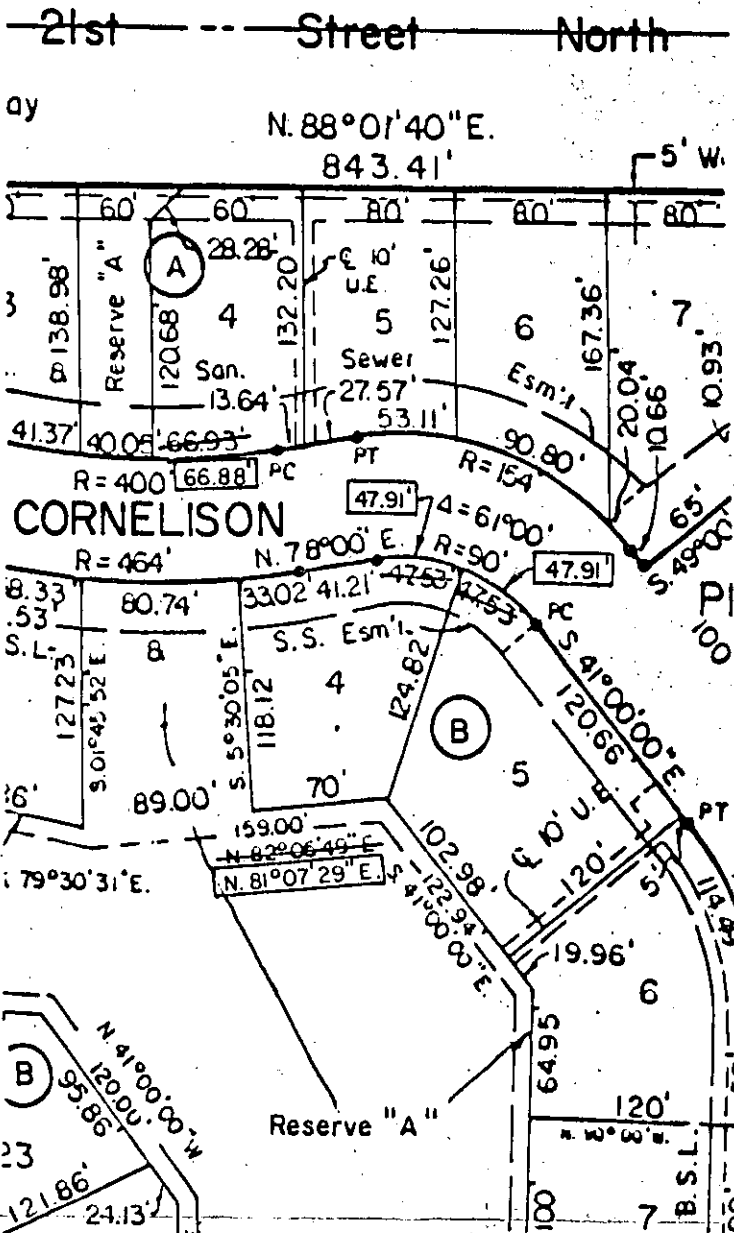 21st -- Street North
ay
N. 88°01'40"E.
843.41'
5' W.
60' 60' 80' 80' 80'
28.28'
A
₠ 10'
U.E
Reserve "A"
138.98'
120.68'
132.20
127.26'
167.36'
3
4
5
6
7
20.04'
10.66
10.93'
San. Sewer Esm't
13.64'
27.57'
53.11'
90.80'
41.37'
40.05'
66.93'
66.88'
PC
PT
R=400'
R=154'
65'
S. 49°00'
CORNELISON
47.91'
Δ=61°00'
R=464'
N. 78°00' E.
R=90'
47.91'
8.33'
.53'
S.L.
80.74'
33.02'
41.21'
47.53
47.53
PC
Pl
100
127.23
S.01°45'52"E.
8
S. 5°30'05"E.
118.12
S.S. Esm't.
4
124.82
B
S. 41°00'00"E.
120.66'
5
PT
26'
89.00'
70'
159.00'
N 82°06'49"E
N. 81°07'29"E.
79°30'31"E.
102.98'
122.94'
S 41°00'00"E.
₠ 10' U.E.
L
120'
5'
114.49
19.96'
6
64.95
B
N 41°00'00"W
120.00'
95.86'
Reserve "A"
120'
23
121.86'
24.13'
100'
7
B.S.L.